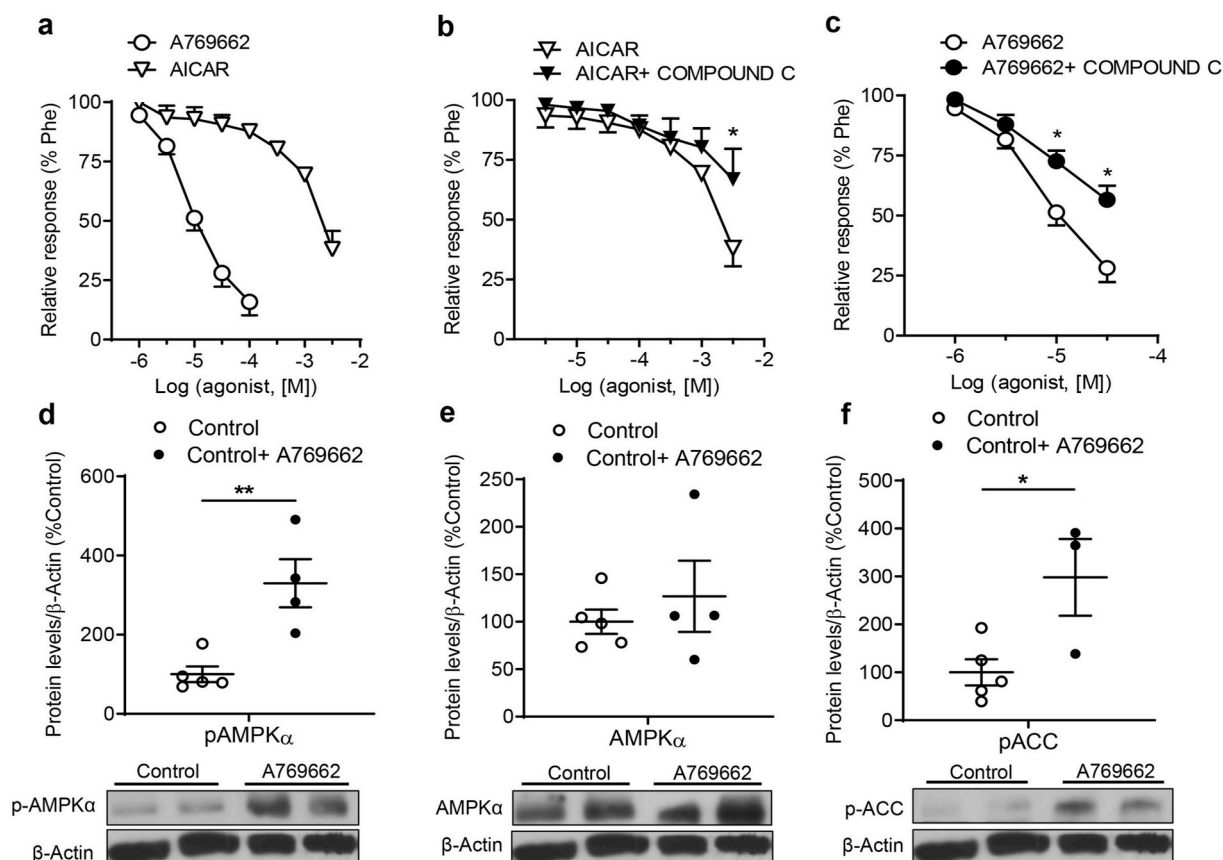 a
A769662
AICAR
Relative response (% Phe)
100
75
50
25
0
-6
-5
-4
-3
-2
Log (agonist, [M])
b
AICAR
AICAR+ COMPOUND C
Relative response (% Phe)
100
75
50
25
0
*
-5
-4
-3
-2
Log (agonist, [M])
c
A769662
A769662+ COMPOUND C
Relative response (% Phe)
100
75
50
25
0
*
*
-6
-5
-4
Log (agonist, [M])
d
Control
Control+ A769662
Protein levels/β-Actin (%Control)
600
400
200
0
**
pAMPKα
Control
A769662
p-AMPKα
β-Actin
e
Control
Control+ A769662
Protein levels/β-Actin (%Control)
250
200
150
100
50
0
AMPKα
Control
A769662
AMPKα
β-Actin
f
Control
Control+ A769662
Protein levels/β-Actin (%Control)
500
400
300
200
100
0
*
pACC
Control
A769662
p-ACC
β-Actin